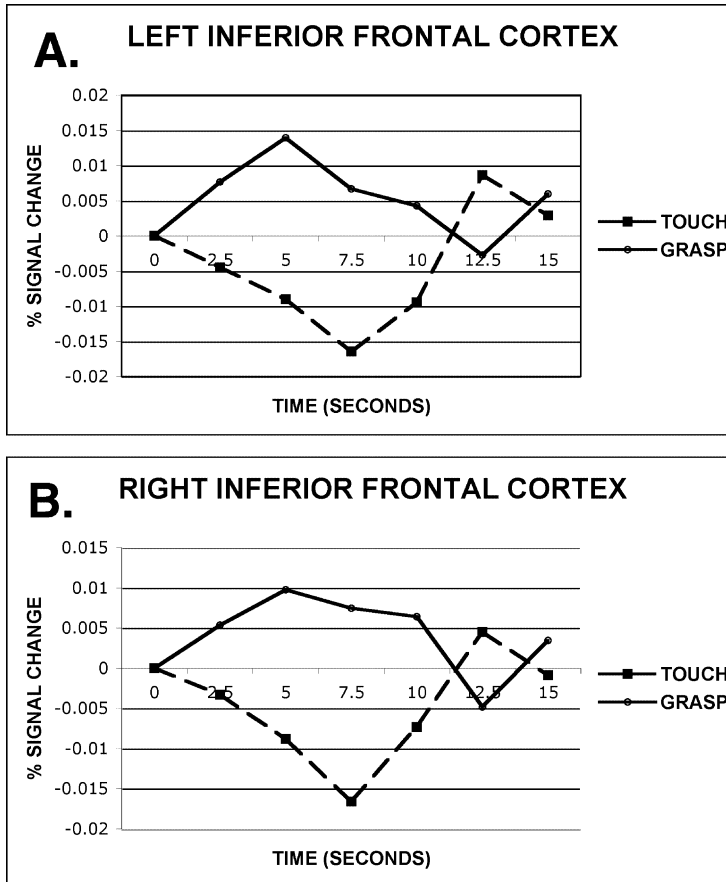 A.
LEFT INFERIOR FRONTAL CORTEX
% SIGNAL CHANGE
0.02
0.015
0.01
0.005
0
-0.005
-0.01
-0.015
-0.02
0 2.5 5 7.5 10 12.5 15
TIME (SECONDS)
TOUCH
GRASP
B.
RIGHT INFERIOR FRONTAL CORTEX
% SIGNAL CHANGE
0.015
0.01
0.005
0
-0.005
-0.01
-0.015
-0.02
0 2.5 5 7.5 10 12.5 15
TIME (SECONDS)
TOUCH
GRASP